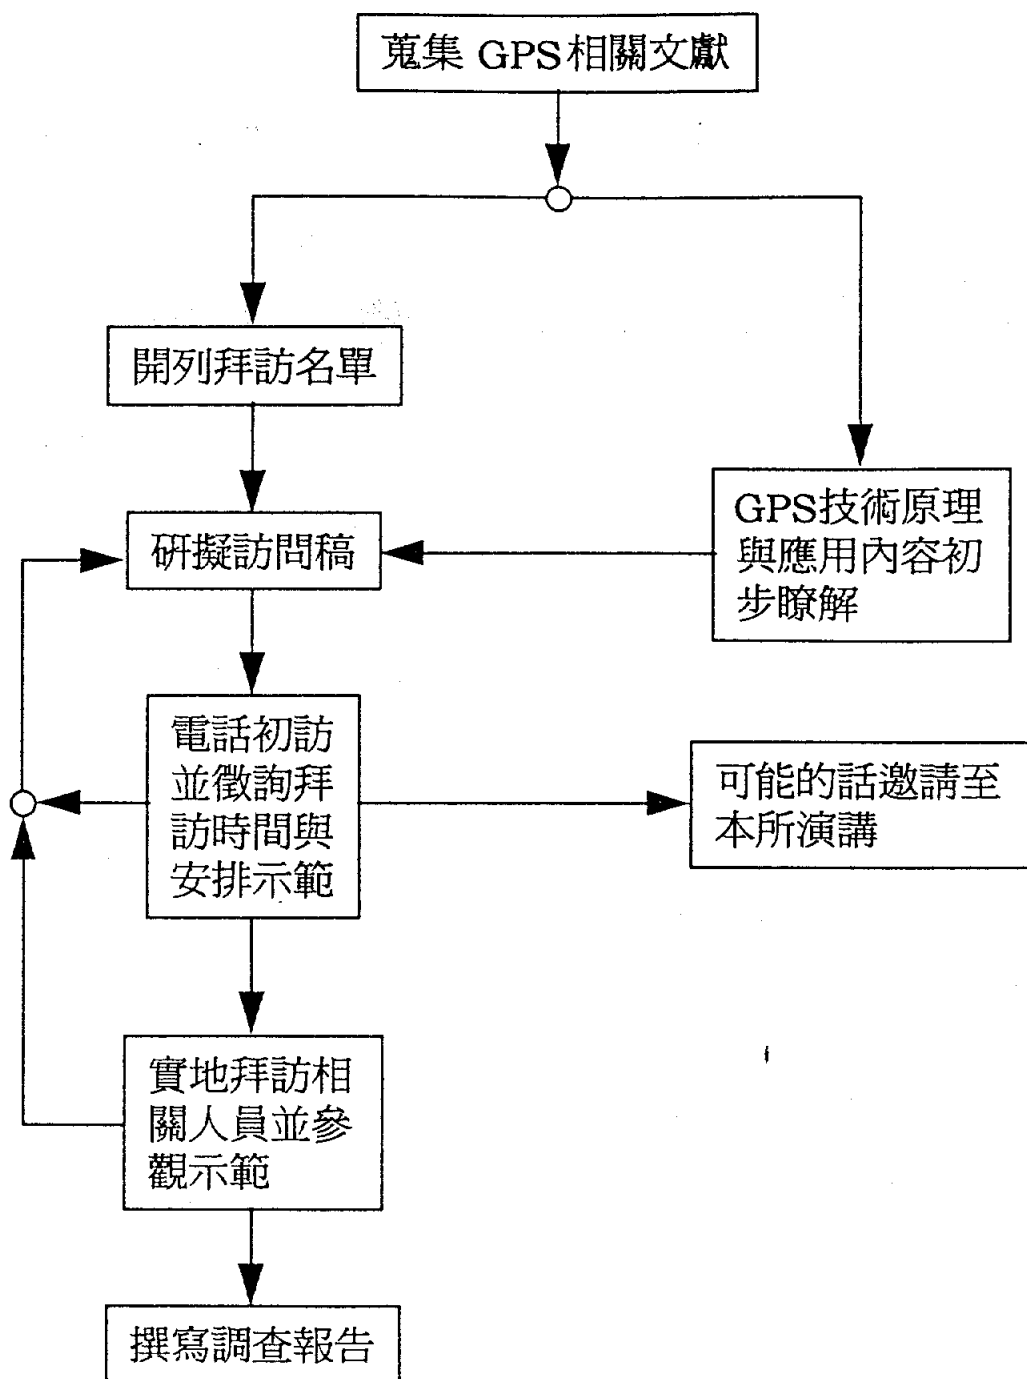 蒐集 GPS相關文獻
開列拜訪名單
GPS技術原理
與應用內容初
步瞭解
研擬訪問稿
電話初訪
並徵詢拜
訪時間與
安排示範
可能的話邀請至
本所演講
實地拜訪相
關人員並參
觀示範
撰寫調查報告